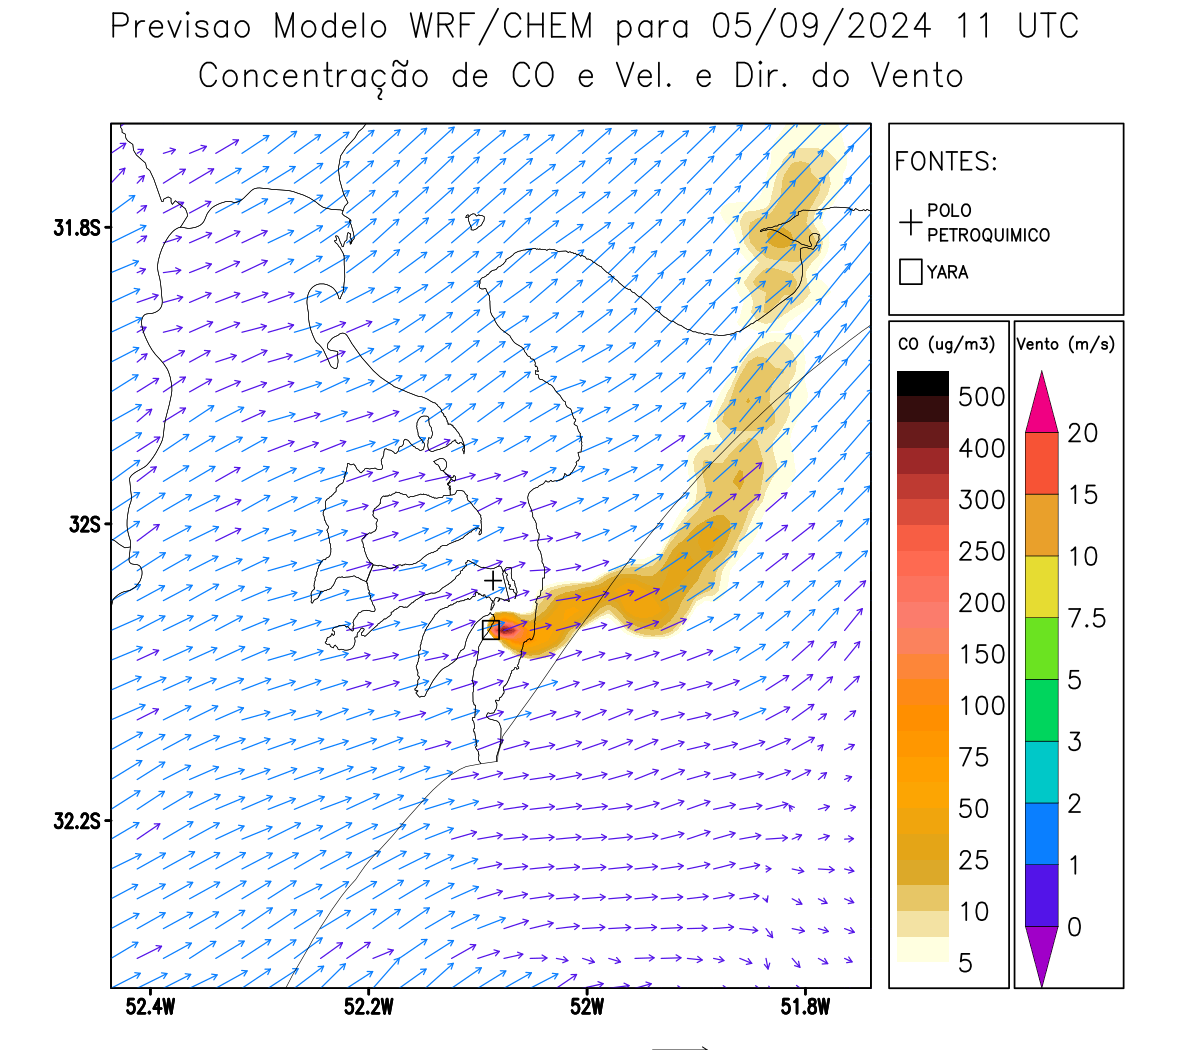 Previsao Modelo WRF/CHEM para 05/09/2024 11 UTC
Concentração de CO e Vel. e Dir. do Vento
FONTES:
POLO
PETROQUIMICO
YARA
CO (ug/m3)
500
400
300
250
200
150
100
75
50
25
10
5
Vento (m/s)
20
15
10
7.5
5
3
2
1
0
31.8S
32S
32.2S
52.4W
52.2W
52W
51.8W